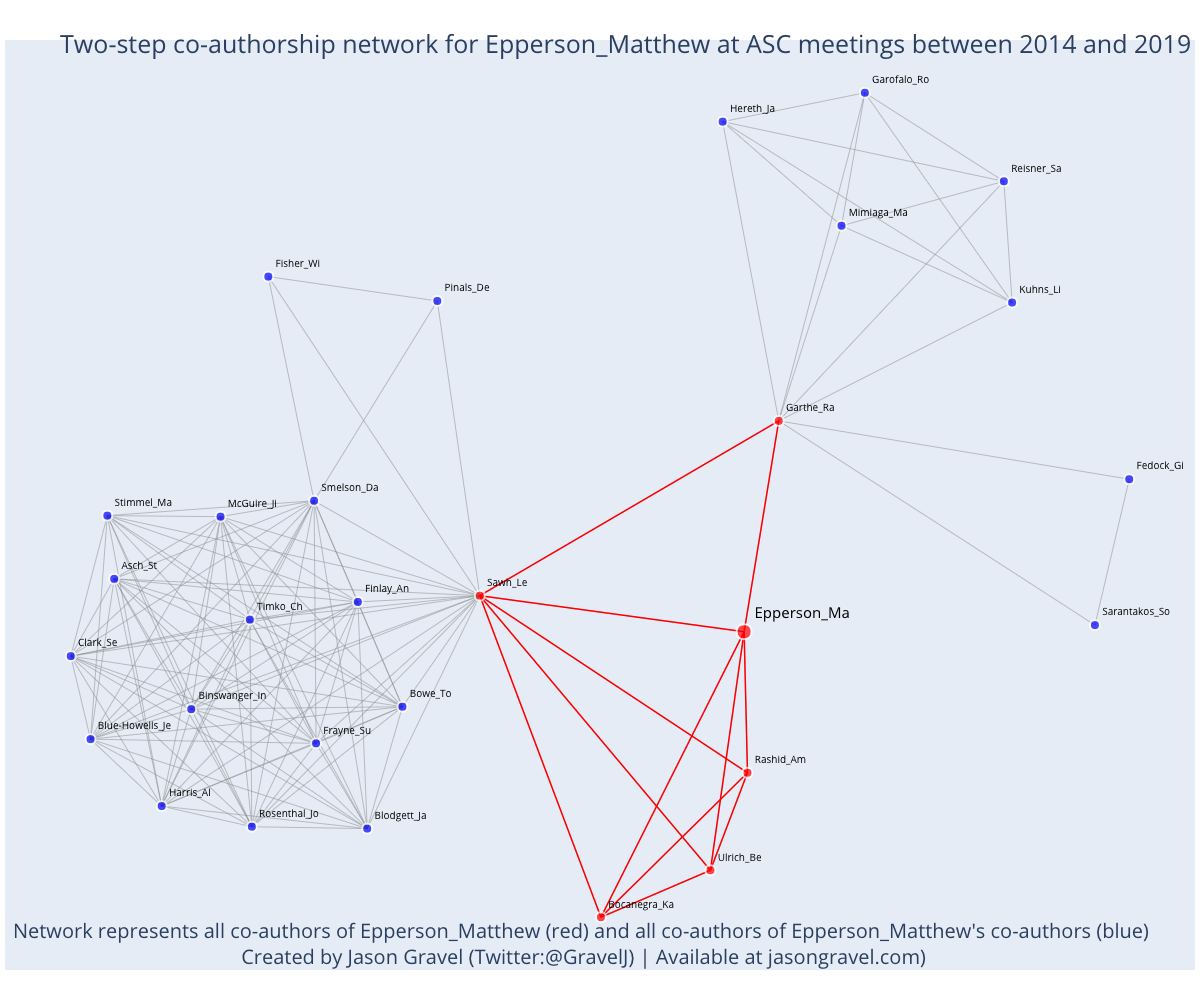 Two-step co-authorship network for Epperson_Matthew at ASC meetings between 2014 and 2019
Garofalo_Ro
Hereth_Ja
Reisner_Sa
Mimiaga_Ma
Fisher_Wi
Pinals_De
Kuhns_Li
Garthe_Ra
Fedock_Gi
Smelson_Da
Stimmel_Ma
McGuire_Ji
Asch_St
Sawh_Le
Finlay_An
Timko_Ch
Epperson_Ma
Sarantakos_So
Clark_Se
Binswanger_In
Bowe_To
Blue-Howells_Je
Frayne_Su
Rashid_Am
Harris_Al
Rosenthal_Jo
Blodgett_Ja
Ulrich_Be
Bocanegra_Ka
Network represents all co-authors of Epperson_Matthew (red) and all co-authors of Epperson_Matthew's co-authors (blue)
Created by Jason Gravel (Twitter:@GravelJ) | Available at jasongravel.com)